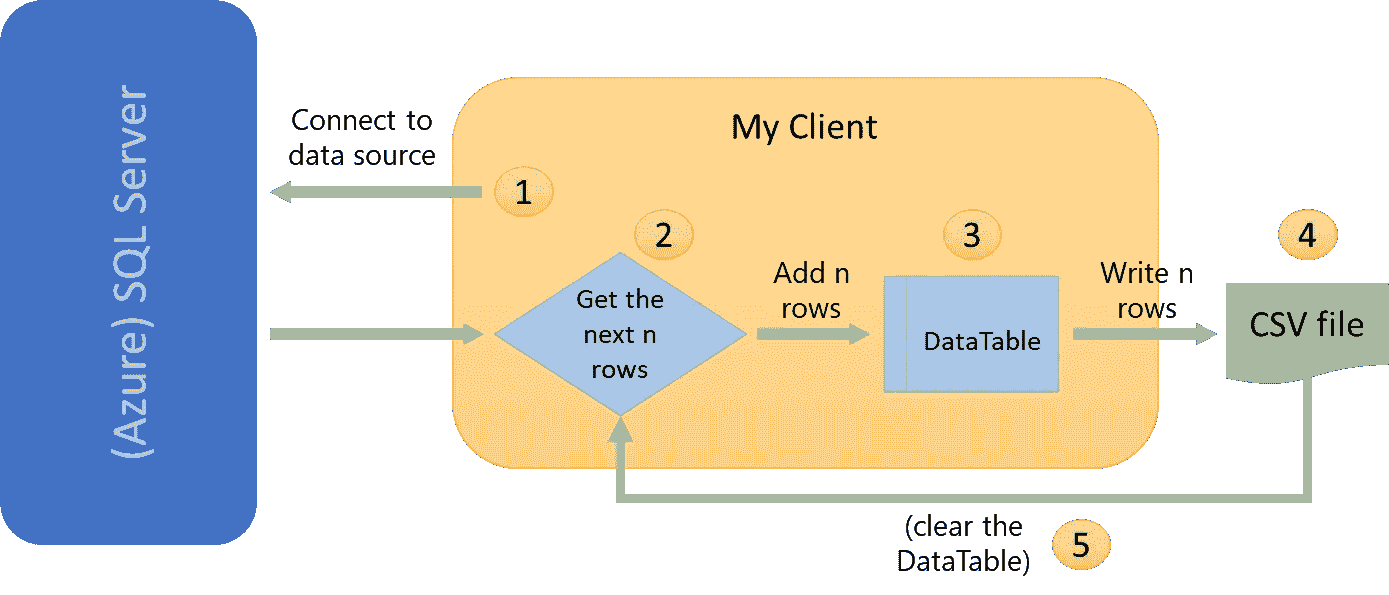 (Azure) SQL Server
Connect to
data source
My Client
1
2
Get the
next n
rows
Add n
rows
3
DataTable
Write n
rows
4
CSV file
(clear the
DataTable)
5